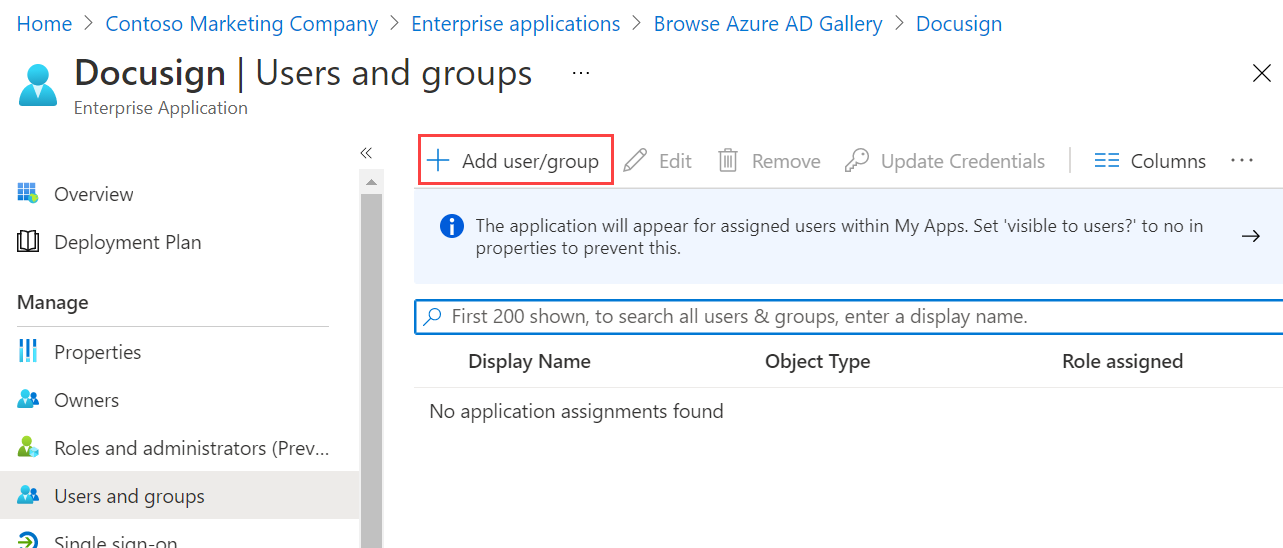 Home > Contoso Marketing Company > Enterprise applications > Browse Azure AD Gallery > Docusign
Docusign | Users and groups ...
Enterprise Application
Add user/group Edit Remove Update Credentials Columns ...
Overview
Deployment Plan
Manage
Properties
Owners
Roles and administrators (Prev...
Users and groups
Single sign-on
The application will appear for assigned users within My Apps. Set 'visible to users?' to no in
properties to prevent this.
First 200 shown, to search all users & groups, enter a display name.
Display Name Object Type Role assigned
No application assignments found